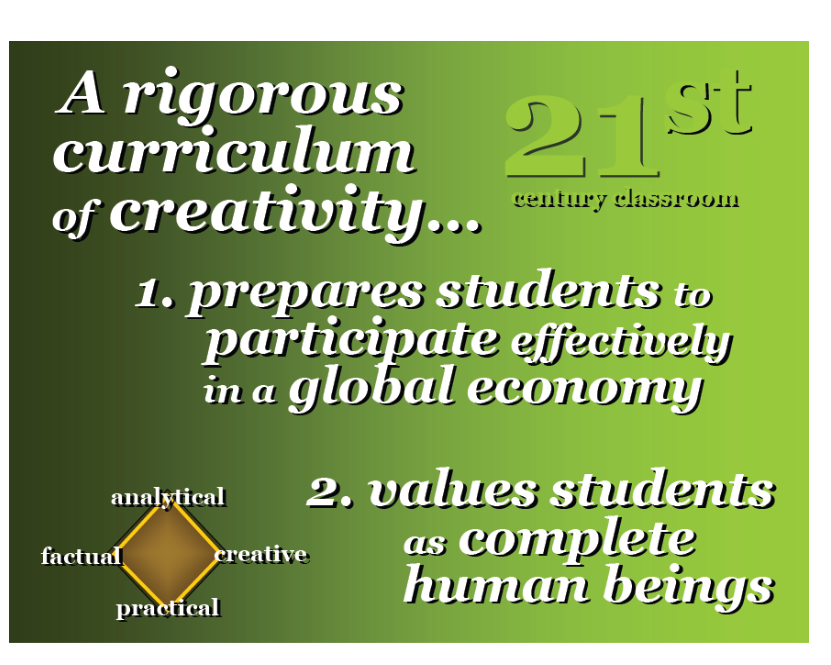 A rigorous
curriculum
of creativity...
21st
century classroom
1. prepares students to
participate effectively
in a global economy
2. values students
as complete
human beings
analytical
factual
creative
practical